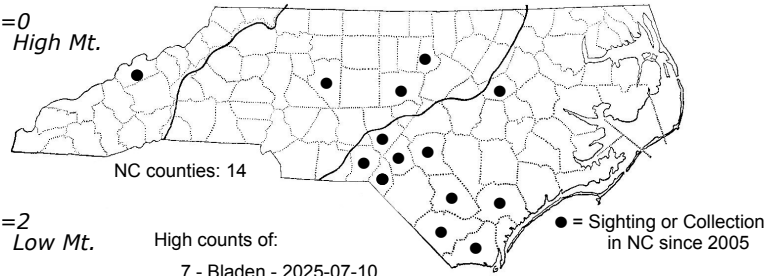 =0
High Mt.
NC counties: 14
=2
Low Mt.
High counts of:
7 - Bladen - 2025-07-10
● = Sighting or Collection
in NC since 2005